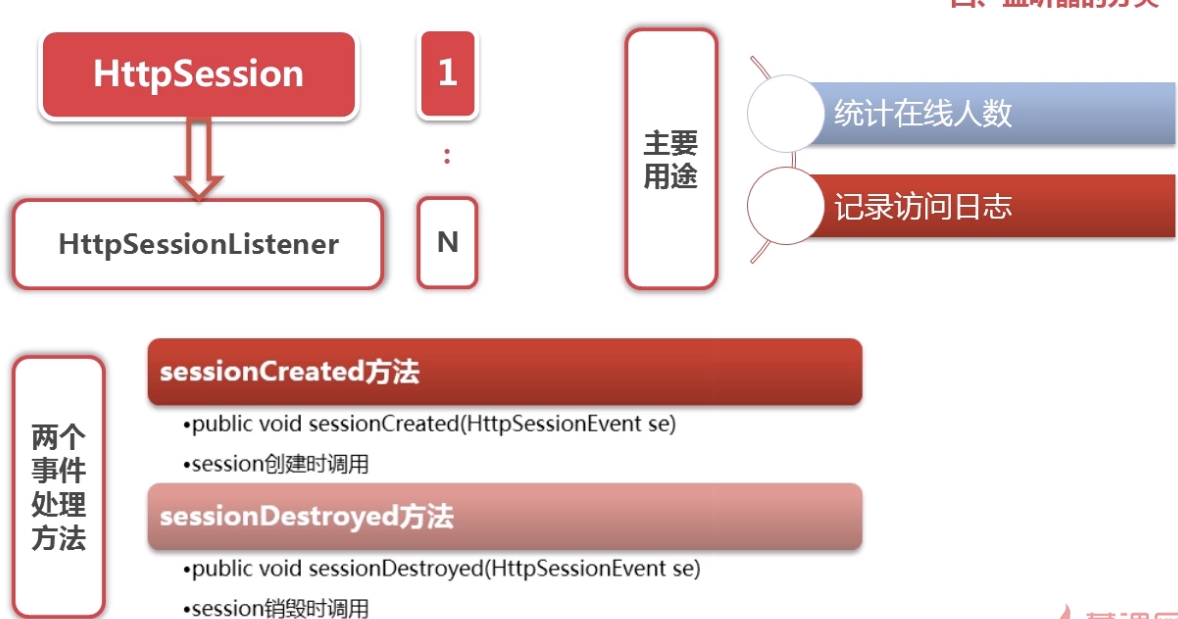 HttpSession
1
:
HttpSessionListener
N
主要
用途
统计在线人数
记录访问日志
两个
事件
处理
方法
sessionCreated方法
•public void sessionCreated(HttpSessionEvent se)
•session创建时调用
sessionDestroyed方法
•public void sessionDestroyed(HttpSessionEvent se)
•session销毁时调用